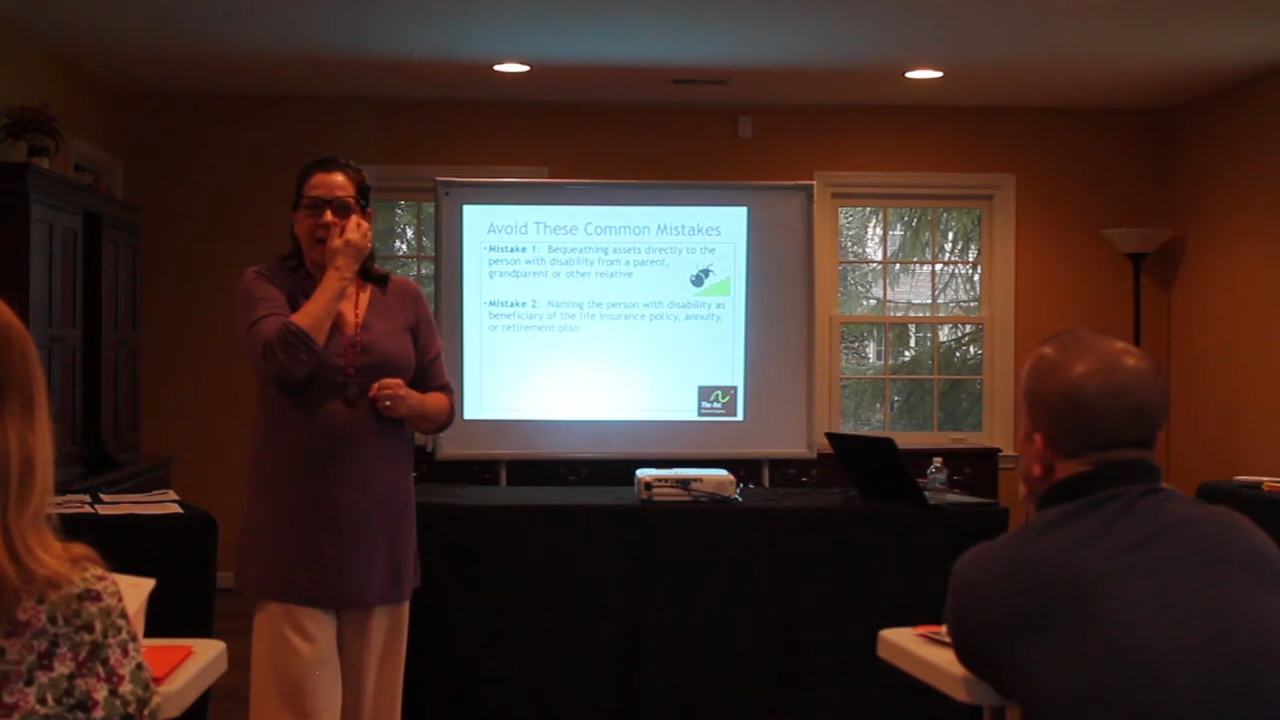 Avoid These Common Mistakes
•Mistake 1: Bequeathing assets directly to the
person with disability from a parent,
grandparent or other relative
•Mistake 2: Naming the person with disability as
beneficiary of the life insurance policy, annuity,
or retirement plan
The Arc